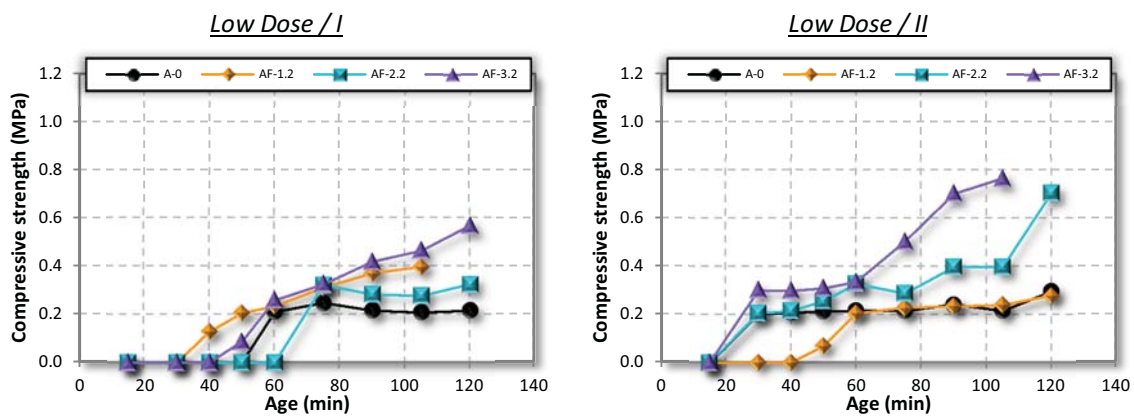 Low Dose / I
1.2
1.0
0.8
0.6
0.4
0.2
0.0
Compressive strength (MPa)
A-0 AF-1.2 AF-2.2 AF-3.2
0 20 40 60 80 100 120 140
Age (min)
Low Dose / II
1.2
1.0
0.8
0.6
0.4
0.2
0.0
Compressive strength (MPa)
A-0 AF-1.2 AF-2.2 AF-3.2
0 20 40 60 80 100 120 140
Age (min)